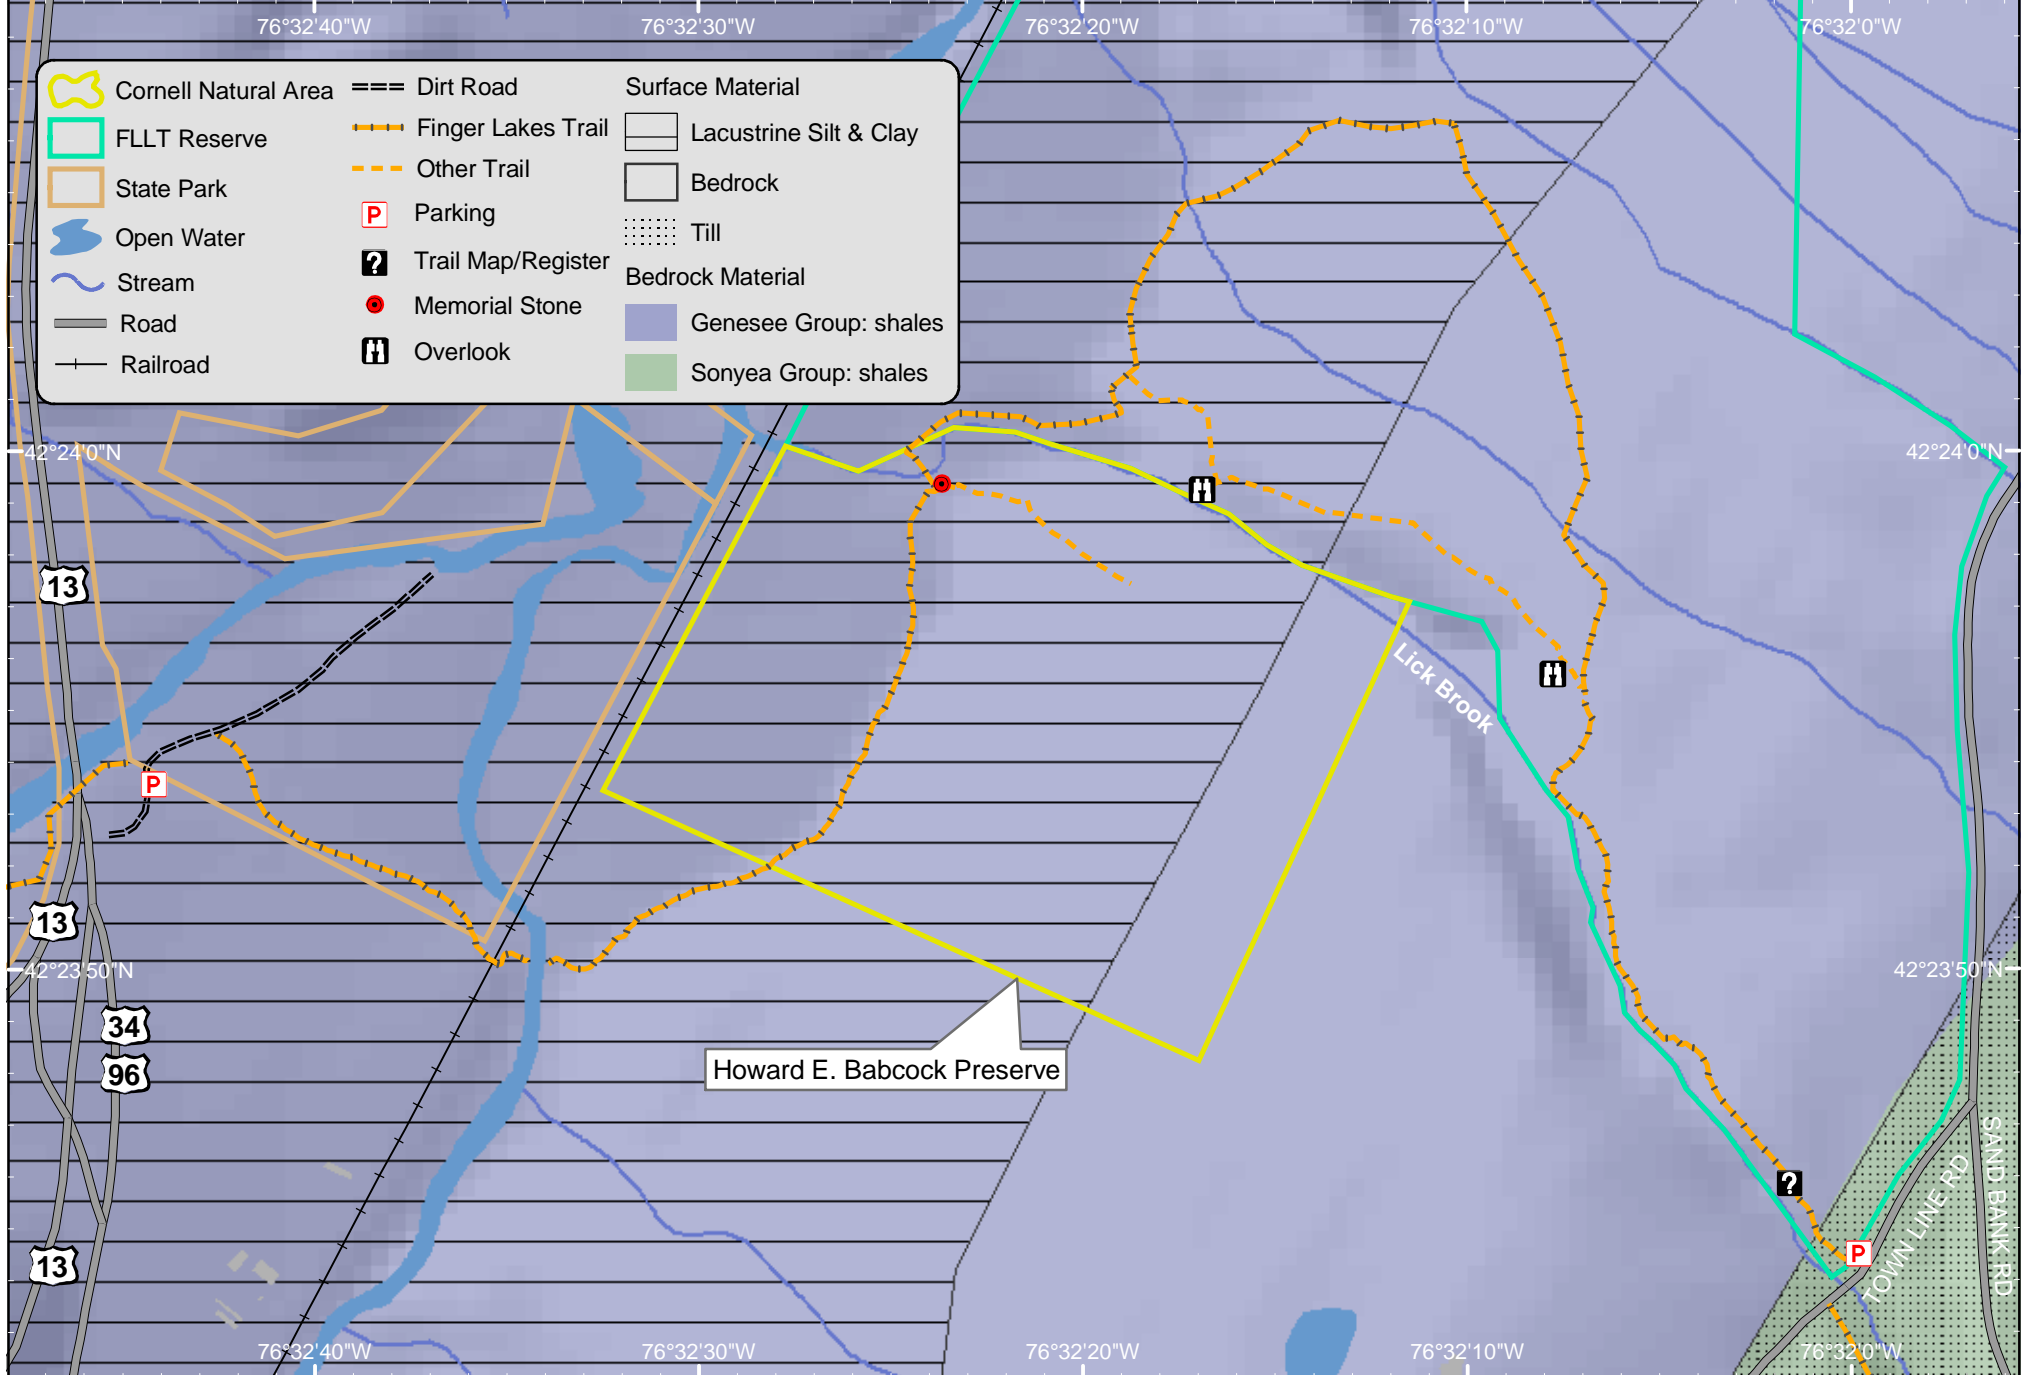 76°32'40"W
76°32'30"W
76°32'20"W
76°32'10"W
76°32'0"W
Cornell Natural Area
FLLT Reserve
State Park
Open Water
Stream
Road
Railroad
Dirt Road
Finger Lakes Trail
Other Trail
P Parking
? Trail Map/Register
Memorial Stone
Overlook
Surface Material
Lacustrine Silt & Clay
Bedrock
Till
Bedrock Material
Genesee Group: shales
Sonyea Group: shales
42°24'0"N
42°24'0"N
13
Lick Brook
P
13
42°23'50"N
42°23'50"N
34
96
Howard E. Babcock Preserve
?
P
TOWN LINE RD
SAND BANK RD
13
76°32'40"W
76°32'30"W
76°32'20"W
76°32'10"W
76°32'0"W